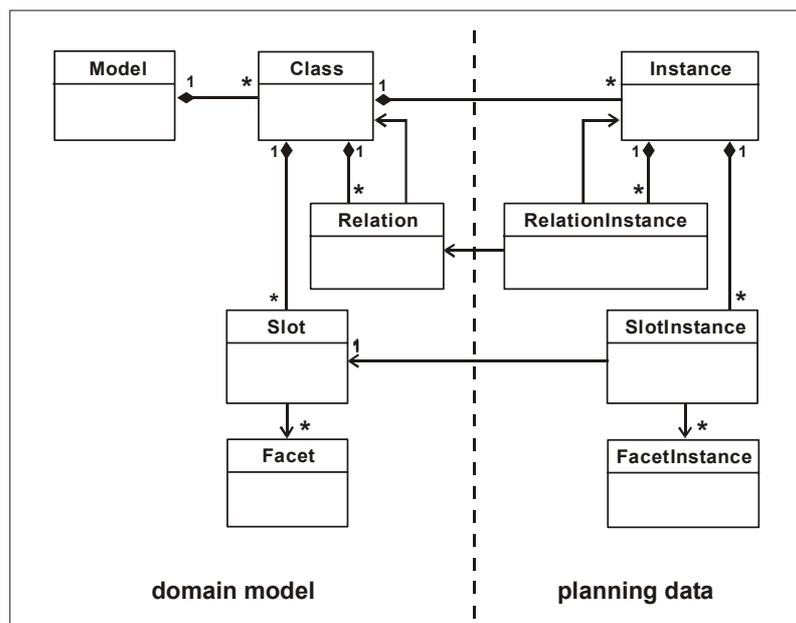 Model
Class
Instance
1
*
1
*
1
1
1
1
*
*
Relation
RelationInstance
*
*
Slot
SlotInstance
1
*
*
Facet
FacetInstance
domain model
planning data